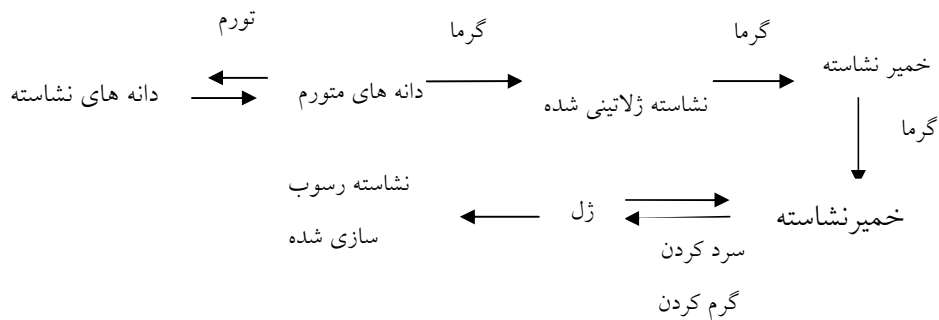 تورم
گرما
گرما
دانه های نشاسته
دانه های متورم
نشاسته ژلاتینی شده
خمیر نشاسته
گرما
خمیرنشاسته
ژل
نشاسته رسوب
سازی شده
سرد کردن
گرم کردن